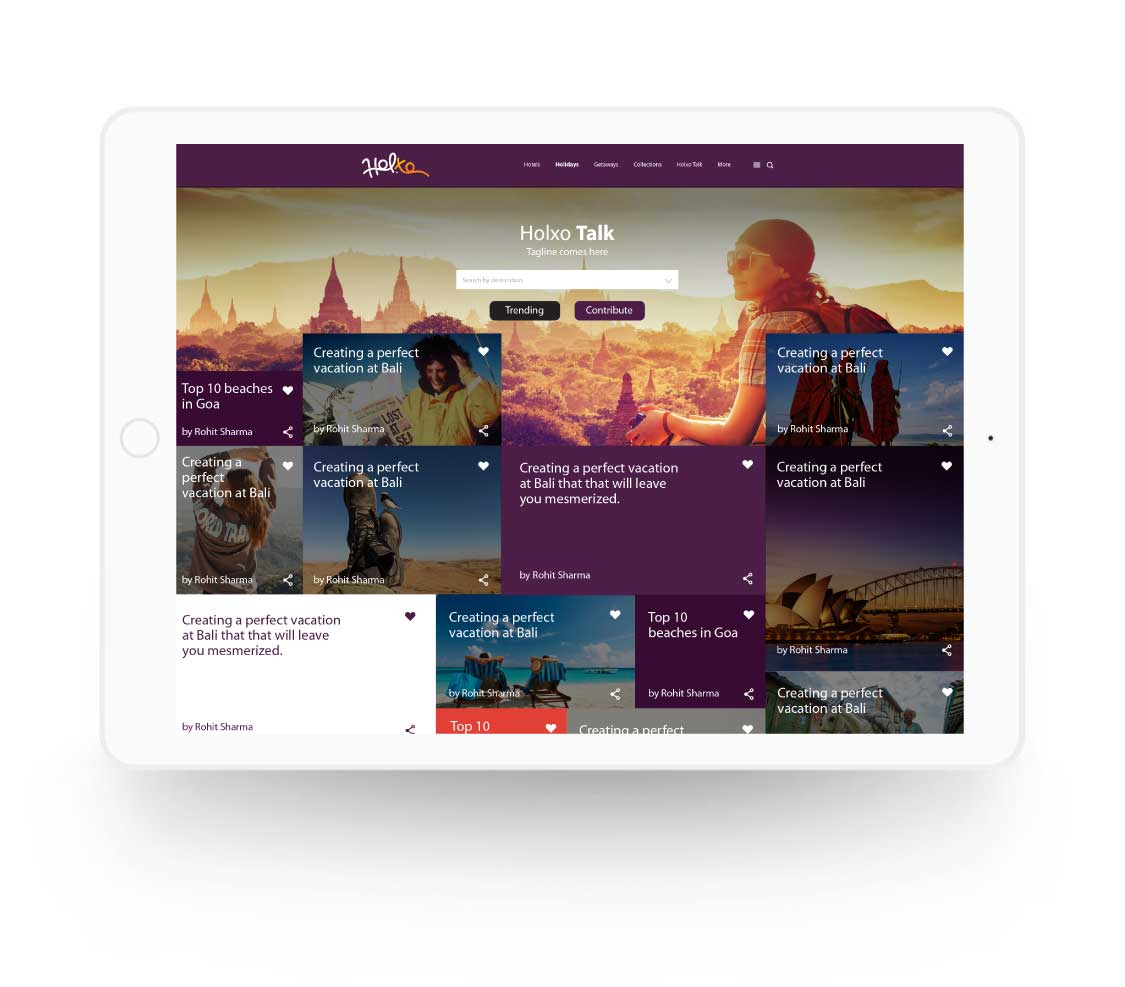 Holxo
Hotels
Holidays
Getaways
Collections
Holxo Talk
More
Holxo Talk
Tagline comes here
Search by destination
Trending
Contribute
Creating a perfect
vacation at Bali
by Rohit Sharma
Creating a perfect
vacation at Bali
by Rohit Sharma
Top 10 beaches
in Goa
by Rohit Sharma
LOST
AT
SEA
Creating a
perfect
vacation at Bali
WORLD TRA
by Rohit Sharma
Creating a perfect
vacation at Bali
by Rohit Sharma
Creating a perfect vacation
at Bali that that will leave
you mesmerized.
by Rohit Sharma
Creating a perfect
vacation at Bali
by Rohit Sharma
Creating a perfect vacation
at Bali that that will leave
you mesmerized.
by Rohit Sharma
Creating a perfect
vacation at Bali
by Rohit Sharma
Top 10
beaches in Goa
by Rohit Sharma
Creating a perfect
vacation at Bali
Top 10
Creating a perfect